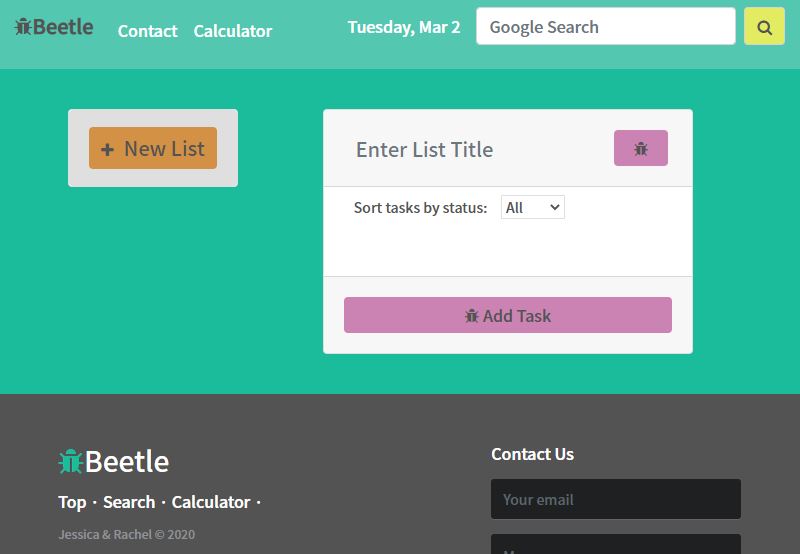 Beetle Contact Calculator Tuesday, Mar 2 Google Search
+ New List
Enter List Title
Sort tasks by status: All
Add Task
Beetle
Top · Search · Calculator ·
Jessica & Rachel © 2020
Contact Us
Your email